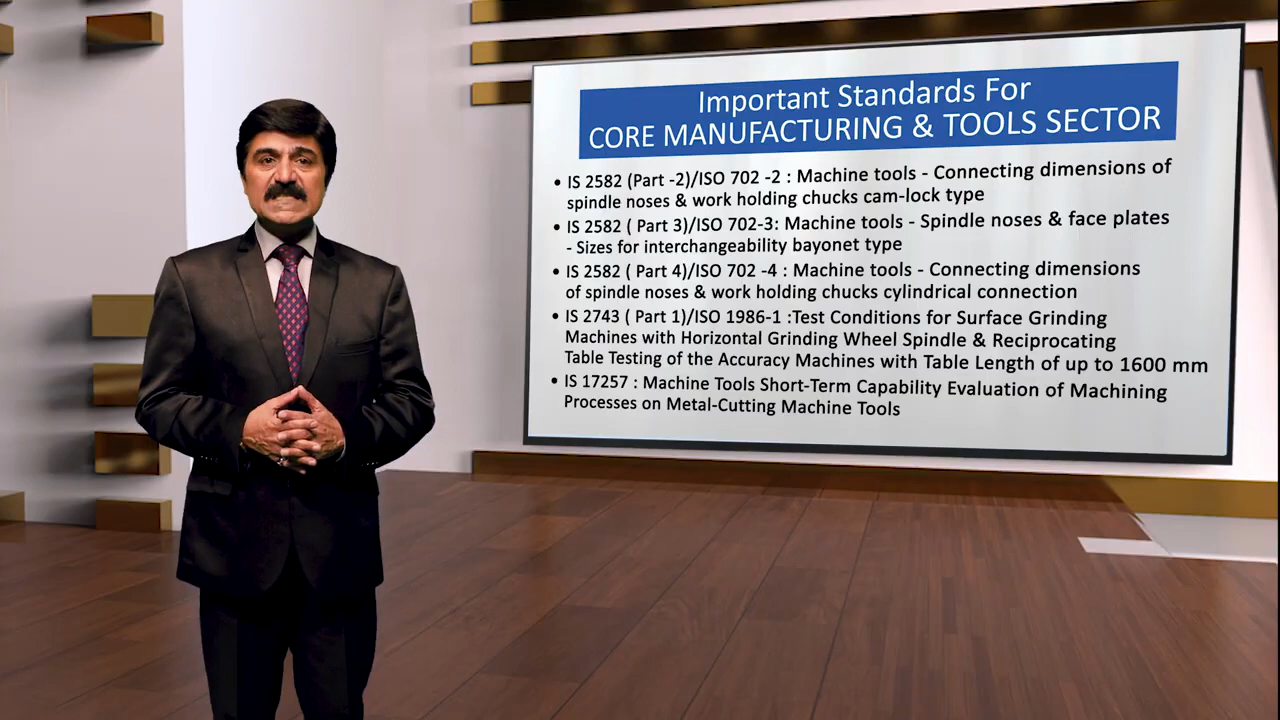 Important Standards For
CORE MANUFACTURING & TOOLS SECTOR
• IS 2582 (Part -2)/ISO 702 -2 : Machine tools - Connecting dimensions of
spindle noses & work holding chucks cam-lock type
• IS 2582 ( Part 3)/ISO 702-3: Machine tools - Spindle noses & face plates
- Sizes for interchangeability bayonet type
• IS 2582 ( Part 4)/ISO 702 -4 : Machine tools - Connecting dimensions
of spindle noses & work holding chucks cylindrical connection
• IS 2743 ( Part 1)/ISO 1986-1 :Test Conditions for Surface Grinding
Machines with Horizontal Grinding Wheel Spindle & Reciprocating
Table Testing of the Accuracy Machines with Table Length of up to 1600 mm
• IS 17257 : Machine Tools Short-Term Capability Evaluation of Machining
Processes on Metal-Cutting Machine Tools